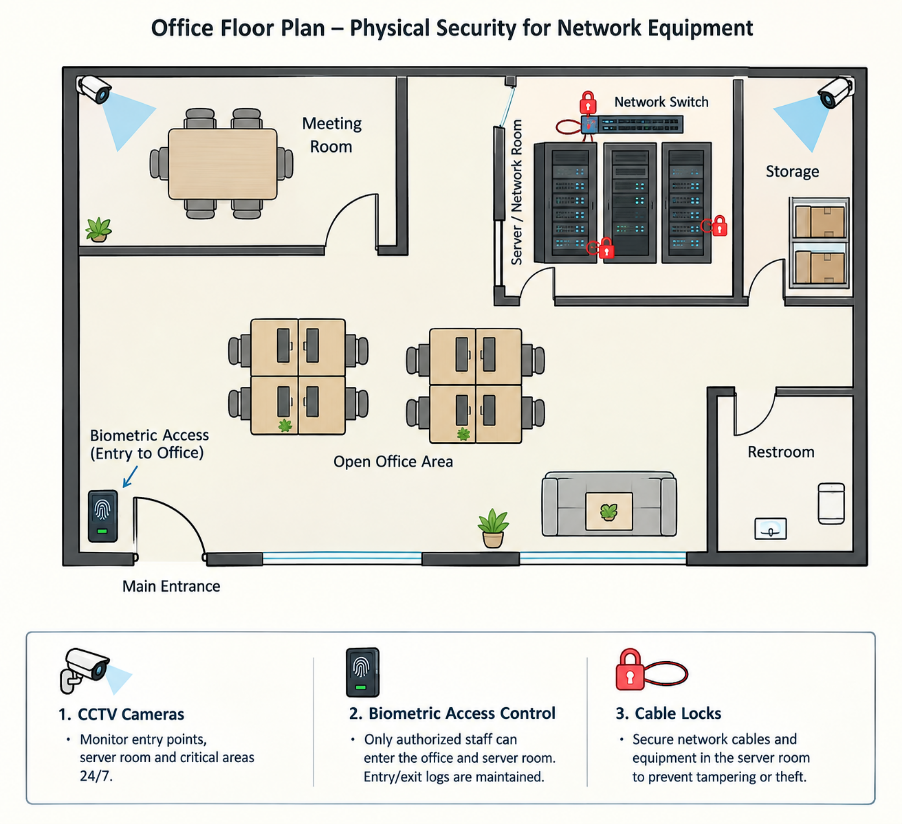 Office Floor Plan – Physical Security for Network Equipment
Meeting
Room
Server / Network Room
Network Switch
Storage
Biometric Access
(Entry to Office)
Open Office Area
Restroom
Main Entrance
1. CCTV Cameras
• Monitor entry points,
server room and critical areas
24/7.
2. Biometric Access Control
• Only authorized staff can
enter the office and server room.
Entry/exit logs are maintained.
3. Cable Locks
• Secure network cables and
equipment in the server room
to prevent tampering or theft.